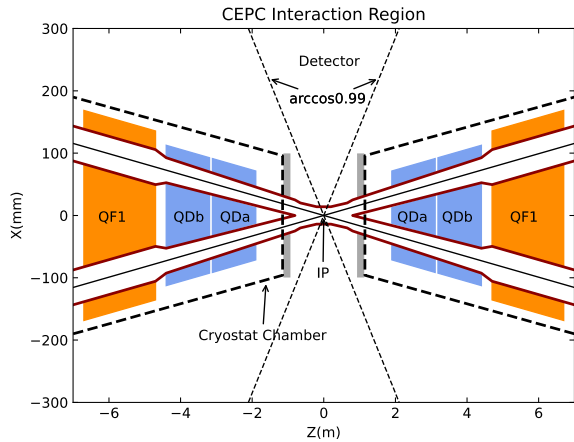 CEPC Interaction Region
300
200
100
0
−100
−200
−300
X(mm)
Detector
arccos0.99
QF1
QDb
QDa
QDa
QDb
QF1
IP
Cryostat Chamber
−6
−4
−2
0
2
4
6
Z(m)